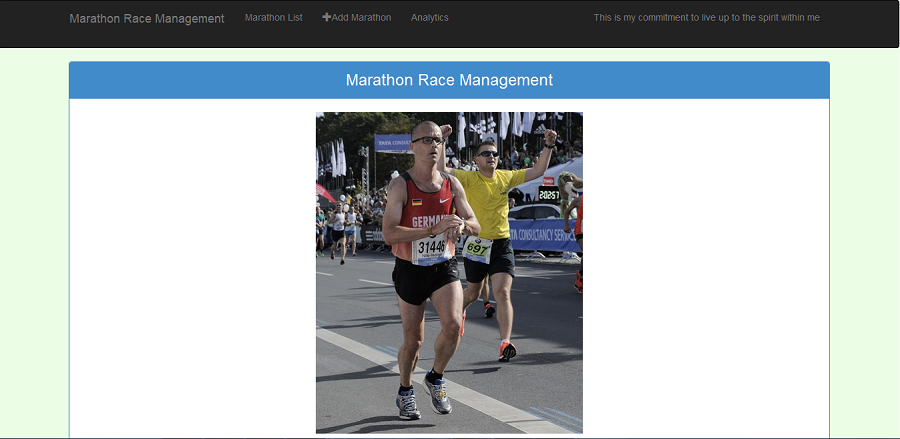 Marathon Race Management
Marathon List
Add Marathon
Analytics
This is my commitment to live up to the spirit within me
Marathon Race Management
GERMANY
31446
697
20257
TATA CONSULTANCY SERVICES